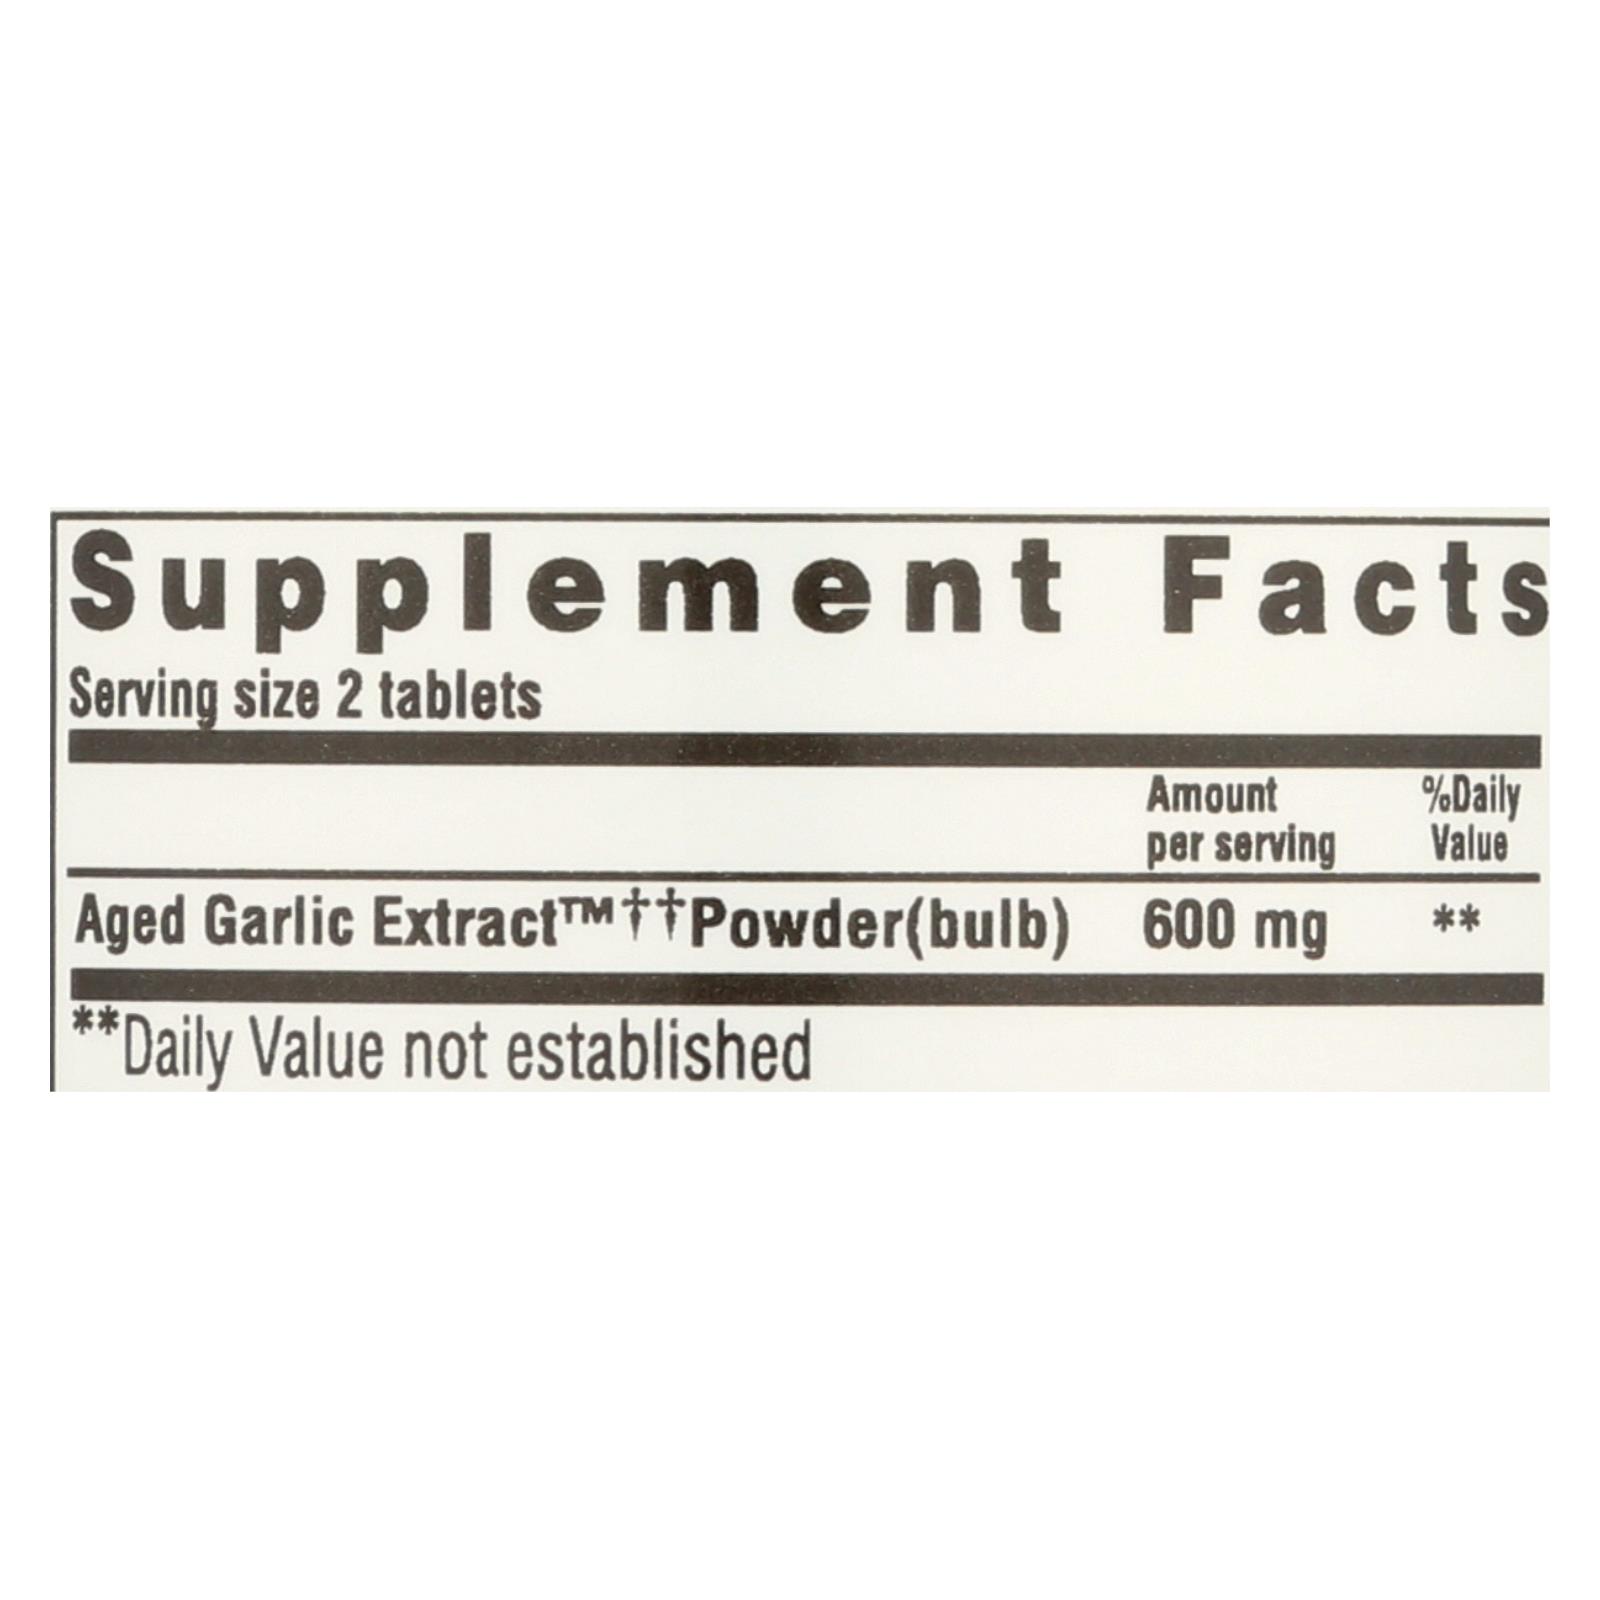 Supplement Facts
Serving size 2 tablets
Amount per serving %Daily Value
Aged Garlic Extract™††Powder(bulb) 600 mg **
**Daily Value not established